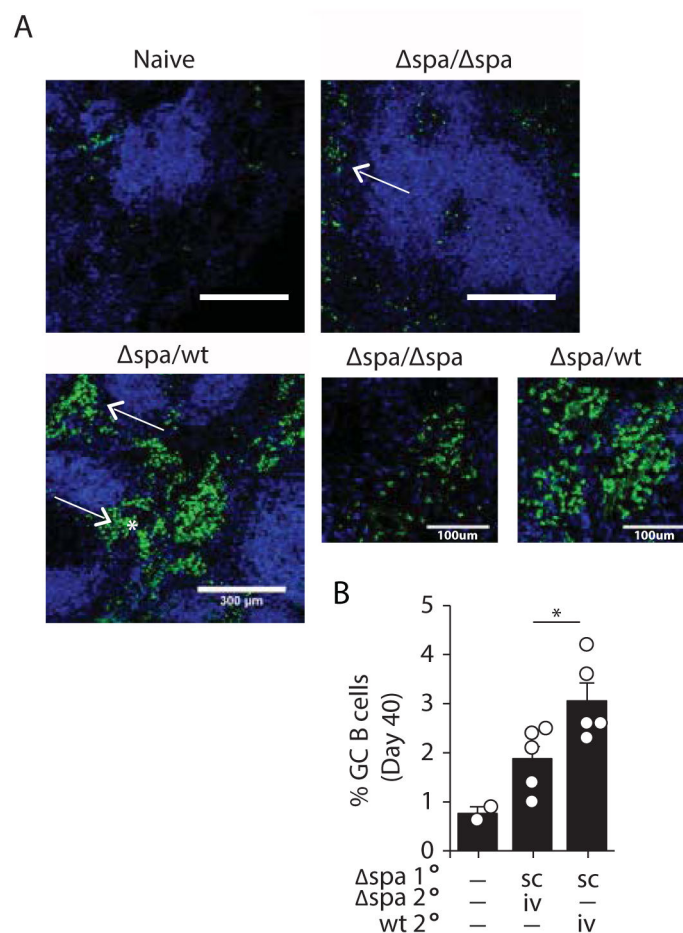 A
Naive
Δspa/Δspa
Δspa/wt
300 µm
Δspa/Δspa
Δspa/wt
100um
100um
*
B
*
% GC B cells
(Day 40)
5
4
3
2
1
0
Δspa 1° — sc sc
Δspa 2° — iv —
wt 2° — — iv